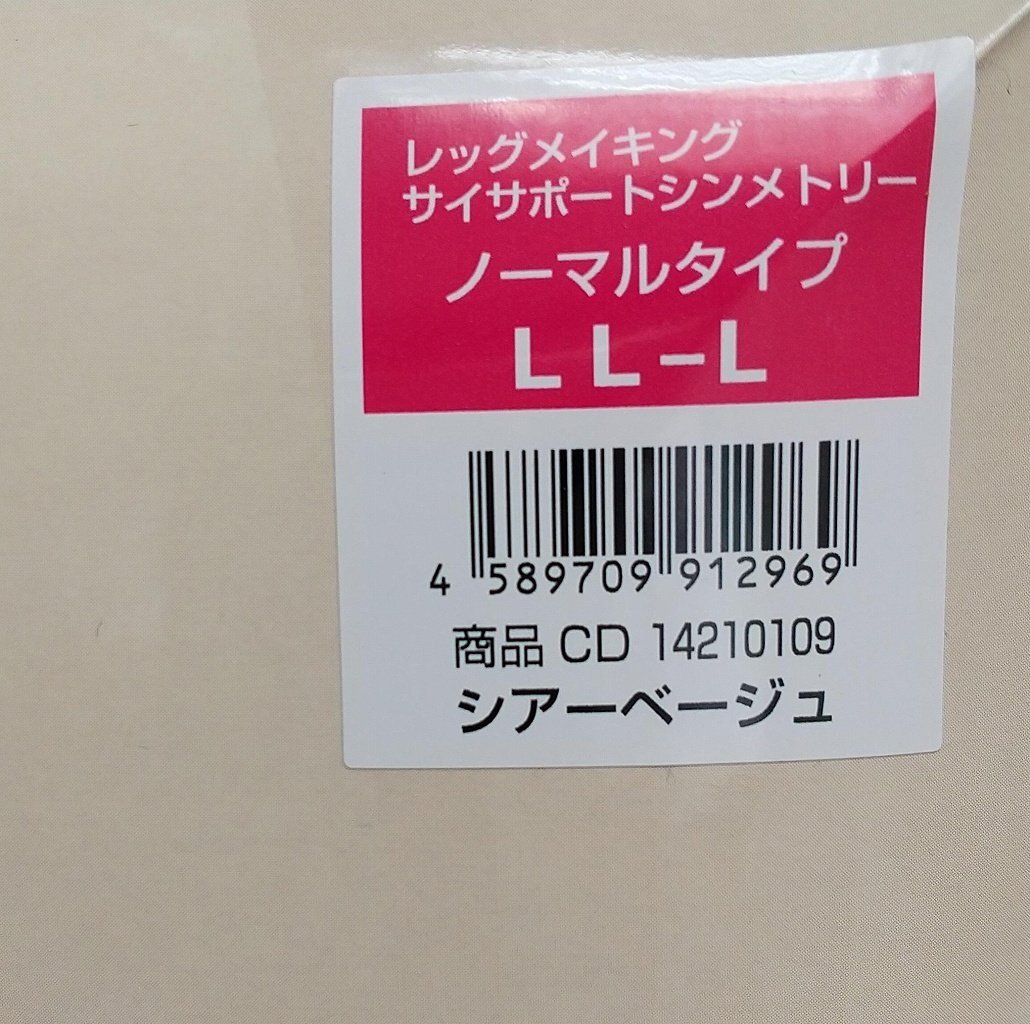 レッグメイキング
サイサポートシンメトリー
ノーマルタイプ
LL-L
4 589709 912969
商品CD 14210109
シアーベージュ